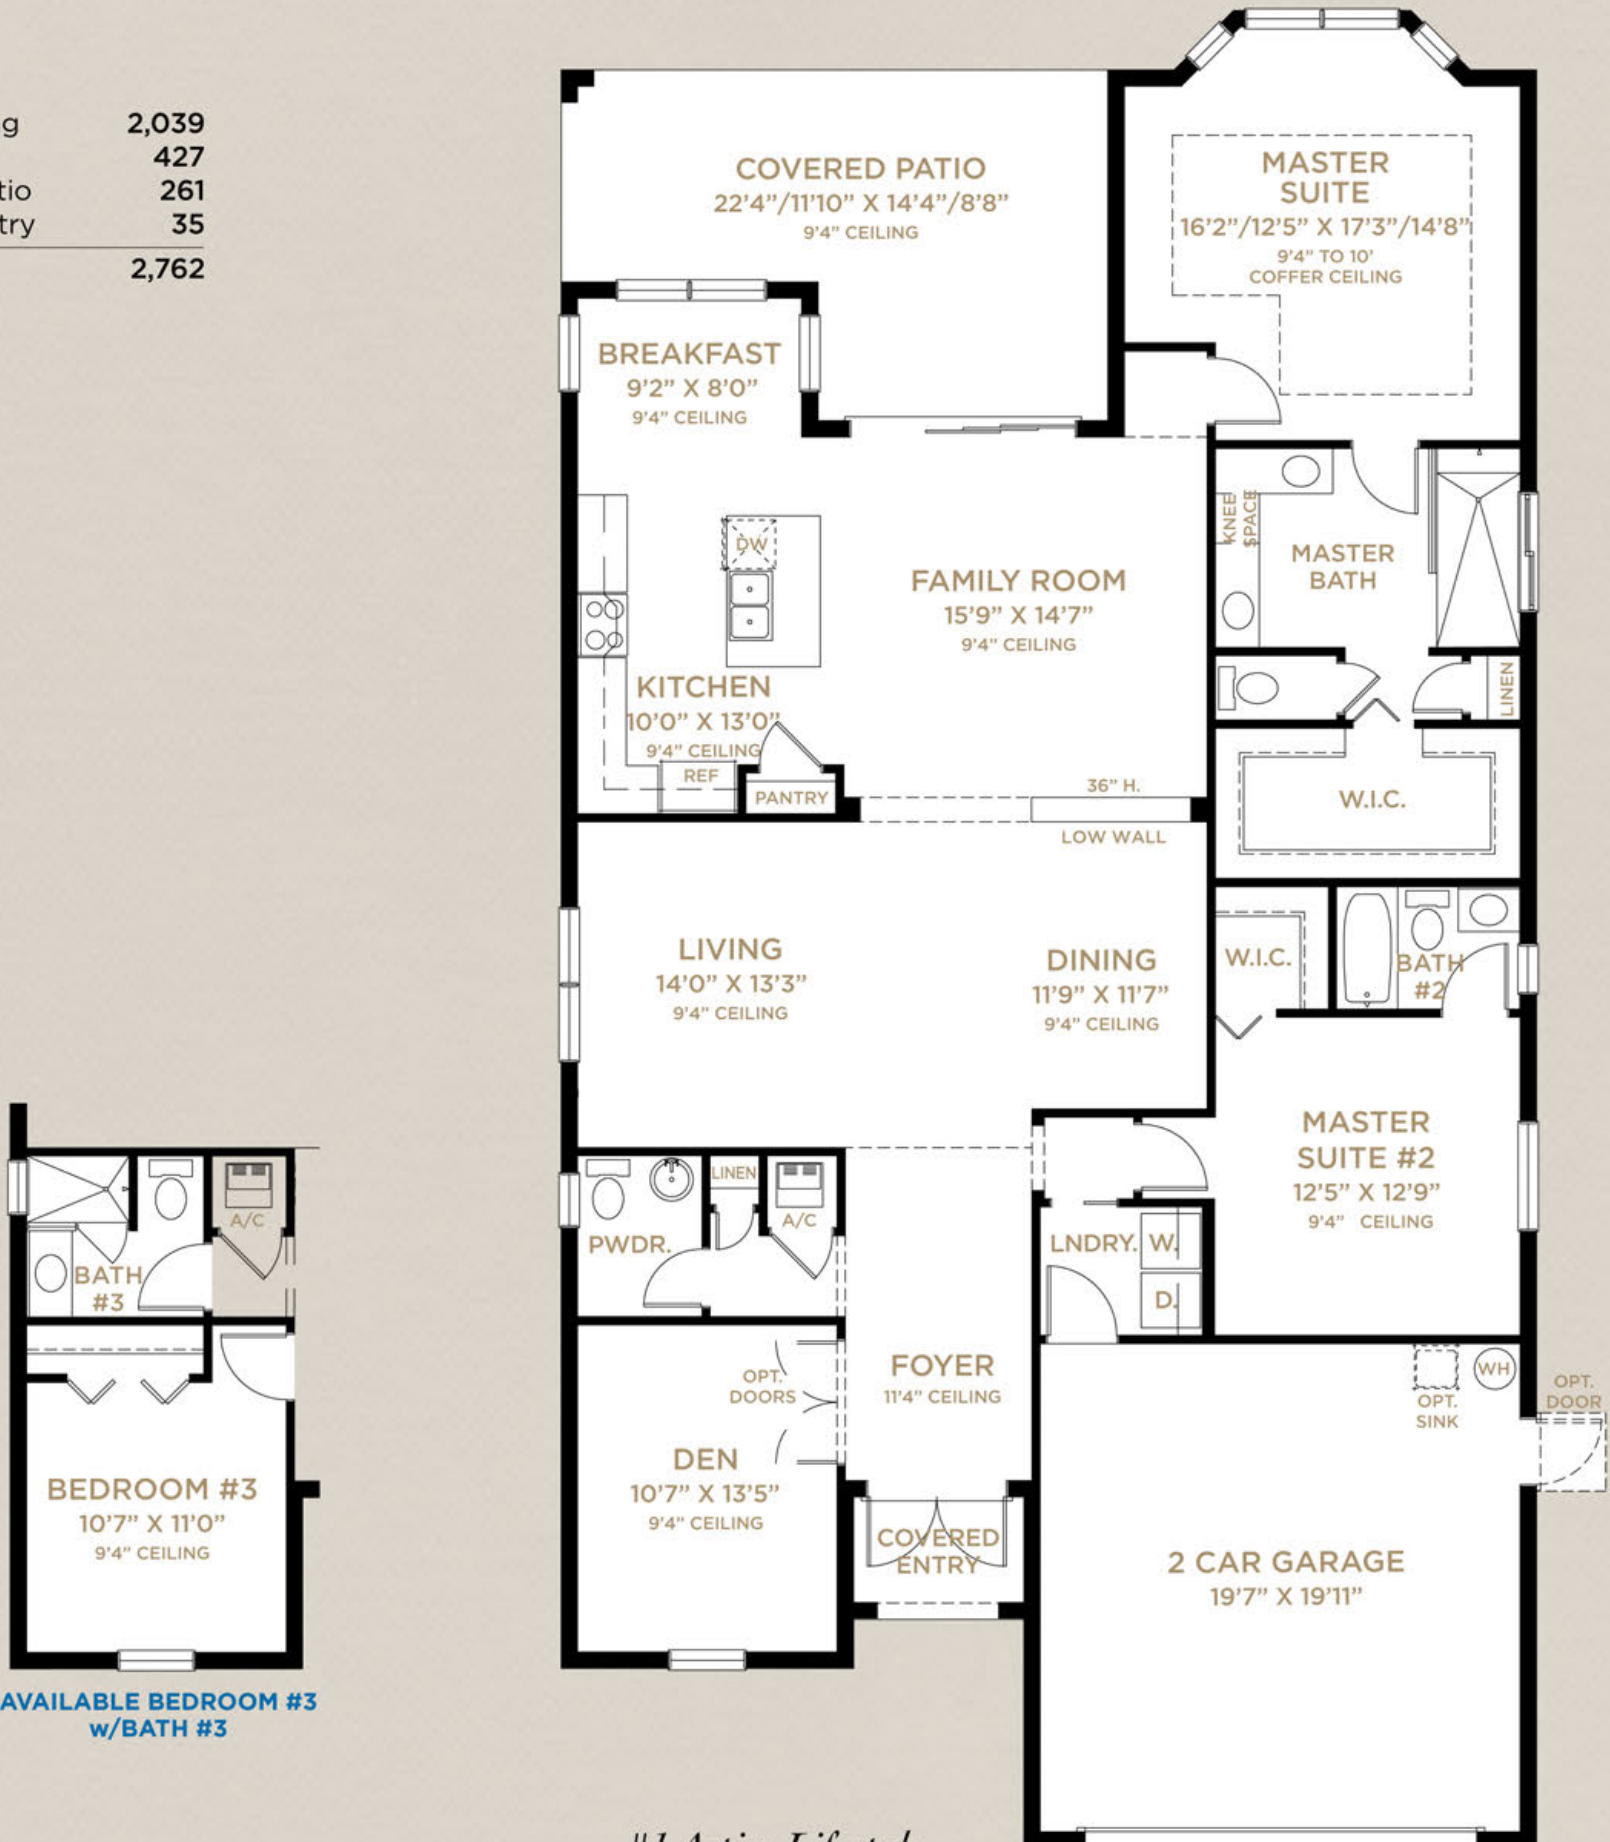 g 2,039
427
tio 261
try 35
2,762
COVERED PATIO
22'4”/11'10” X 14'4”/8'8”
9'4” CEILING
MASTER
SUITE
16'2”/12'5” X 17'3”/14'8”
9'4” TO 10'
COFFER CEILING
BREAKFAST
9'2” X 8'0”
9'4” CEILING
KNEE
SPACE
MASTER
BATH
DW
FAMILY ROOM
15'9” X 14'7”
9'4” CEILING
KITCHEN
10'0” X 13'0”
9'4” CEILING
REF
PANTRY
LINEN
36” H.
LOW WALL
W.I.C.
LIVING
14'0” X 13'3”
9'4” CEILING
DINING
11'9” X 11'7”
9'4” CEILING
W.I.C.
BATH
#2
MASTER
SUITE #2
12'5” X 12'9”
9'4” CEILING
LINEN
A/C
PWDR.
LNDRY.
W.
D.
A/C
BATH
#3
BEDROOM #3
10'7” X 11'0”
9'4” CEILING
AVAILABLE BEDROOM #3
w/BATH #3
OPT.
DOORS
FOYER
11'4” CEILING
DEN
10'7” X 13'5”
9'4” CEILING
COVERED
ENTRY
OPT.
SINK
WH
OPT.
DOOR
2 CAR GARAGE
19'7” X 19'11”